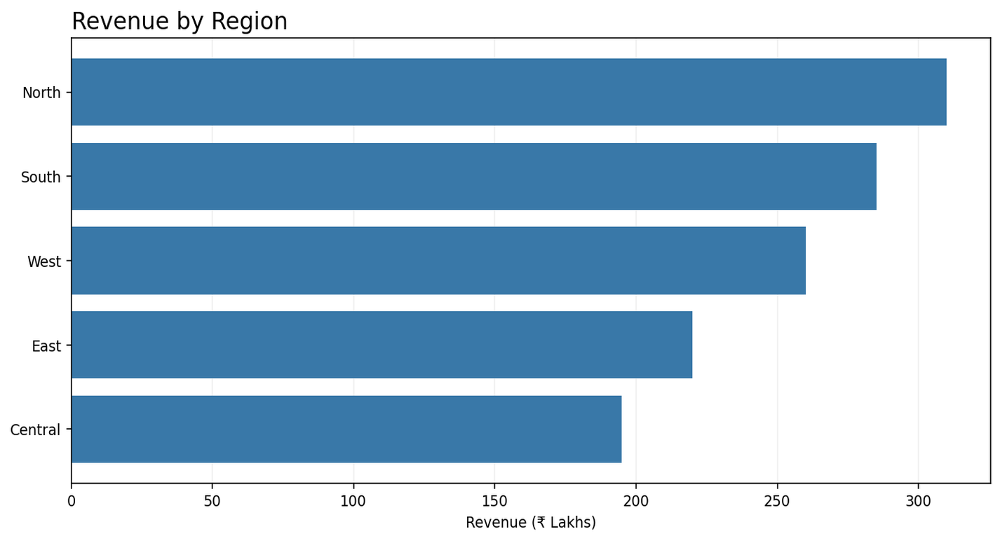 Revenue by Region
North
South
West
East
Central
0 50 100 150 200 250 300
Revenue (₹ Lakhs)